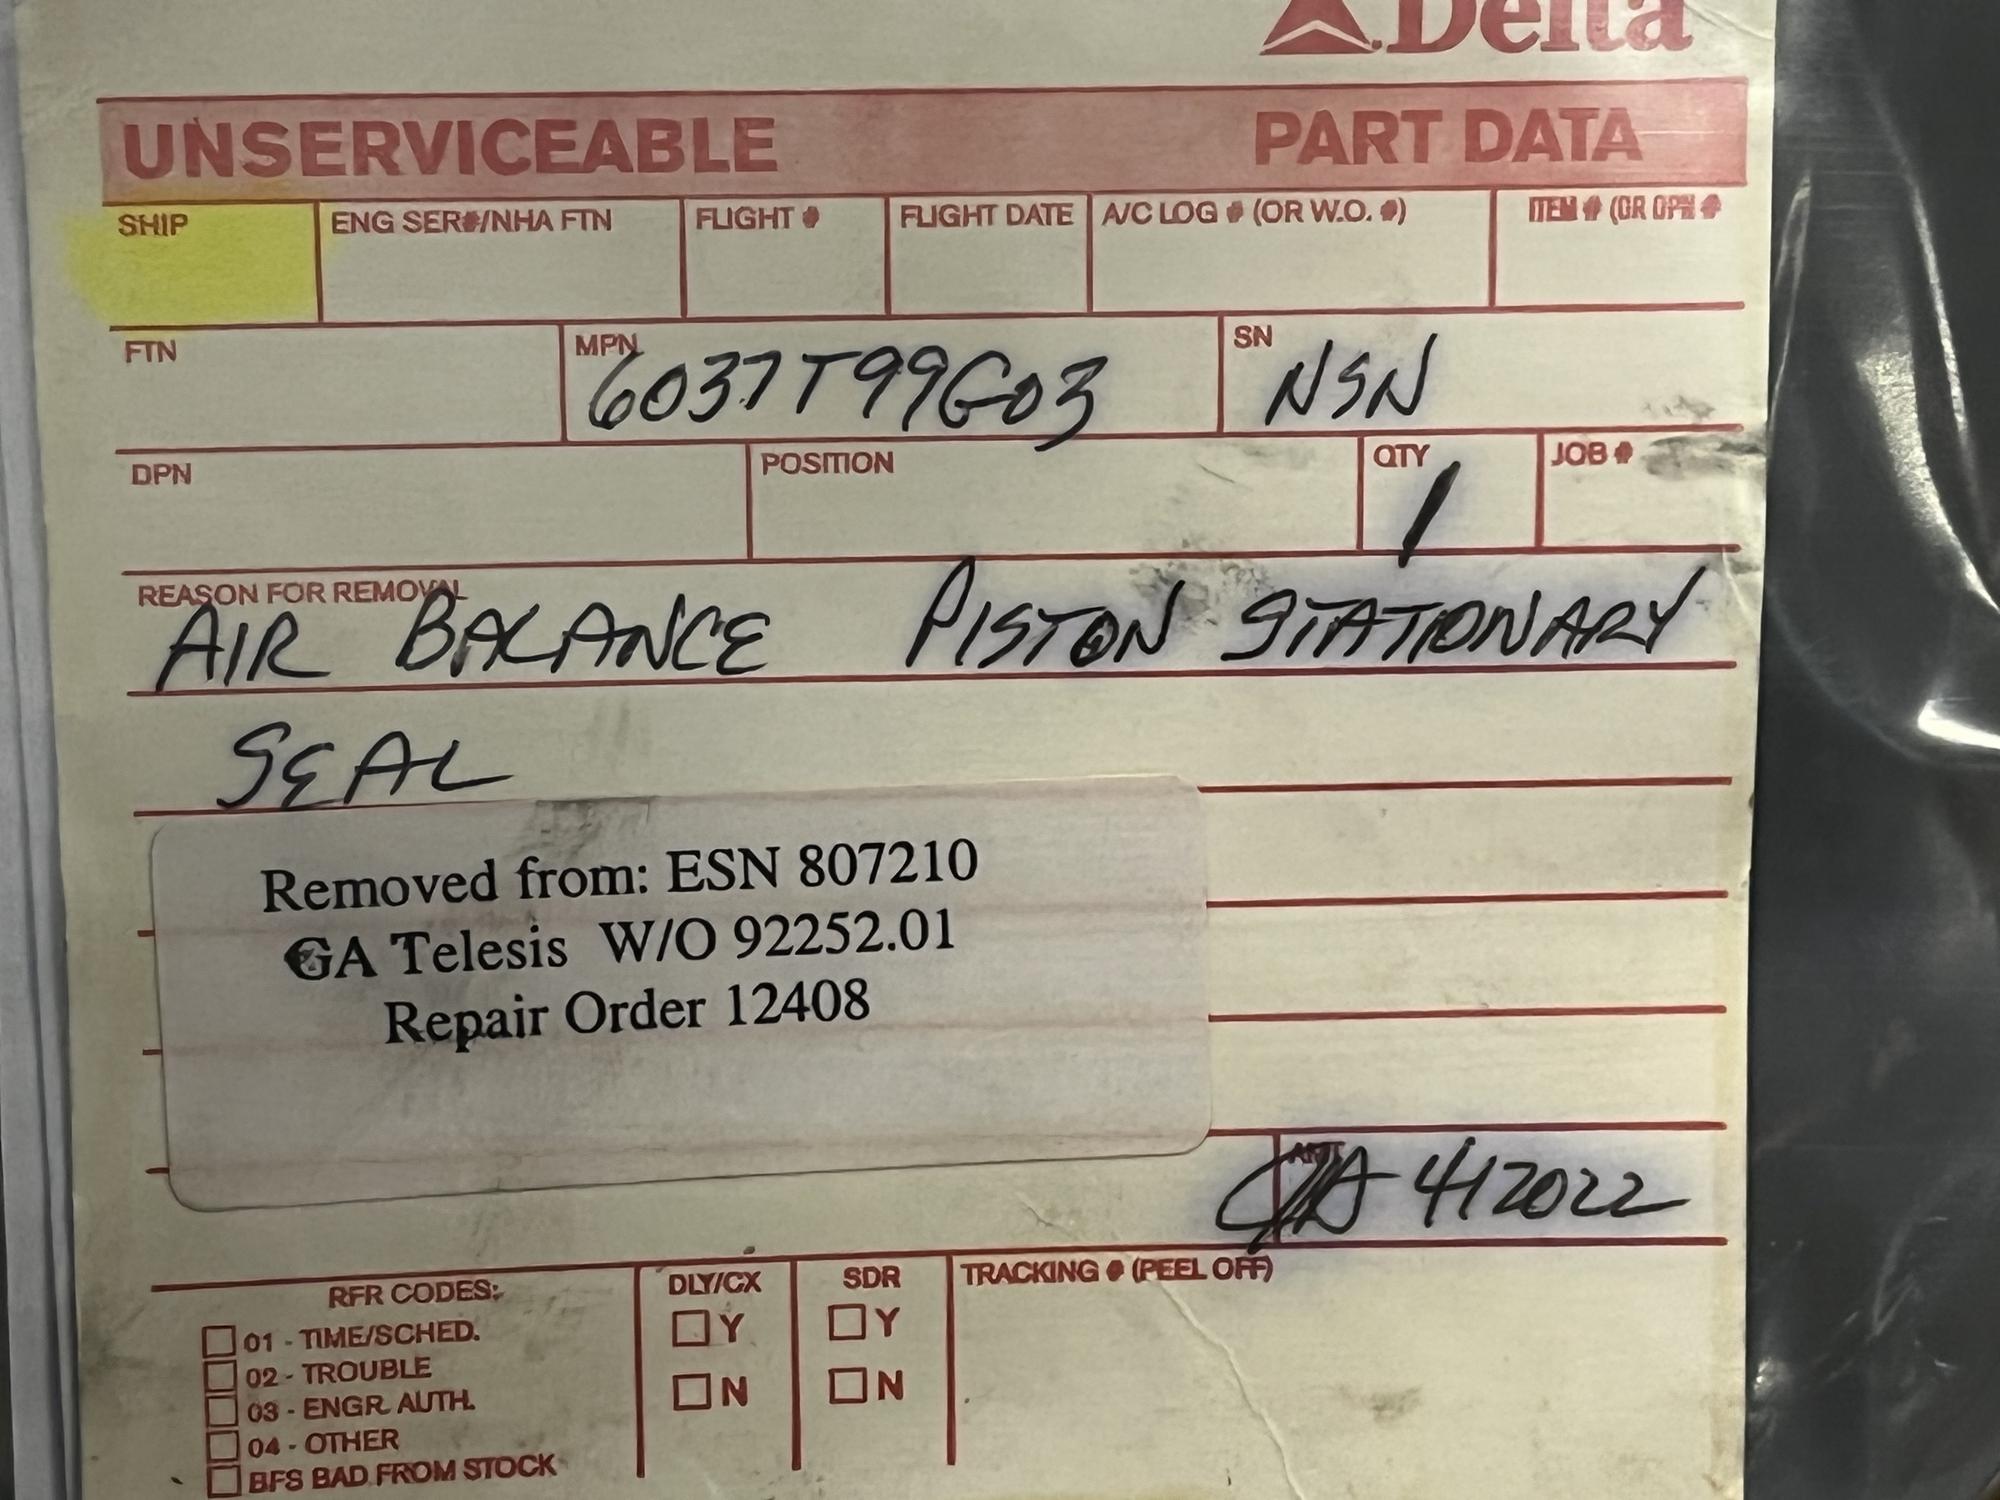 Delta
UNSERVICEABLE PART DATA
SHIP ENG SER#/NHA FTN FLIGHT # FLIGHT DATE A/C LOG # (OR W.O. #) ITEM # (OR OPN #
FTN MPN 6037T99G03 SN NSN
DPN POSITION QTY 1 JOB #
REASON FOR REMOVAL
AIR BALANCE PISTON STATIONARY
SEAL
Removed from: ESN 807210
GA Telesis W/O 92252.01
Repair Order 12408
RFR CODES: DLY/CX SDR TRACKING # (PEEL OFF)
01 - TIME/SCHED. Y Y
02 - TROUBLE
03 - ENGR. AUTH. N N
04 - OTHER
BFS BAD FROM STOCK